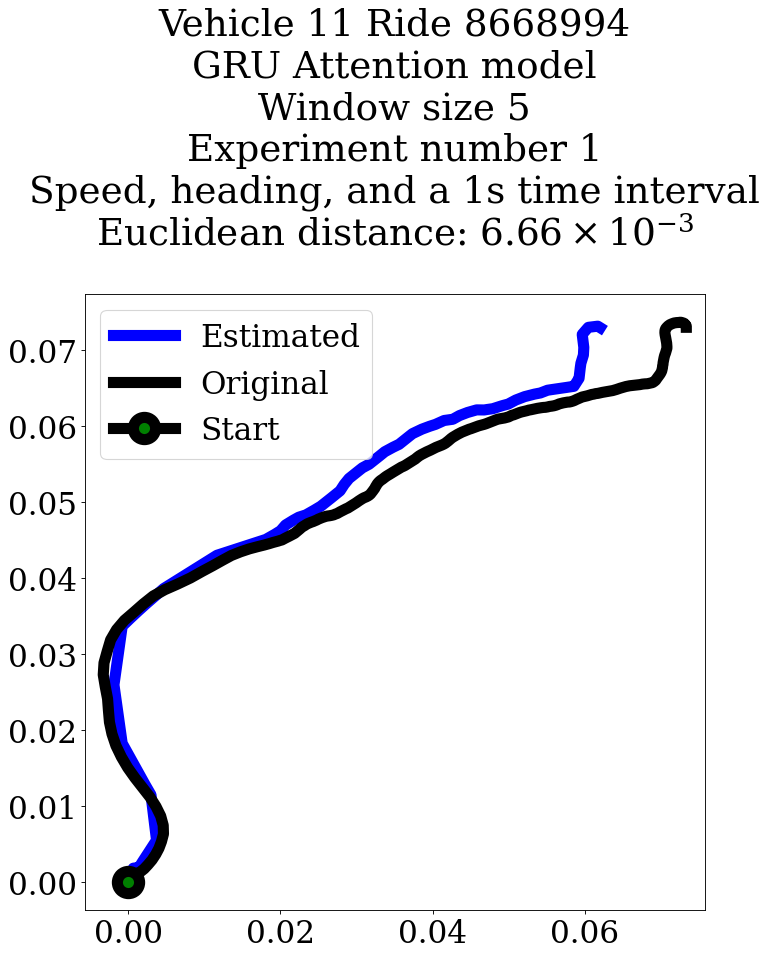 Vehicle 11 Ride 8668994
GRU Attention model
Window size 5
Experiment number 1
Speed, heading, and a 1s time interval
Euclidean distance: 6.66 × 10⁻³
Estimated
Original
Start
0.07
0.06
0.05
0.04
0.03
0.02
0.01
0.00
0.00 0.02 0.04 0.06